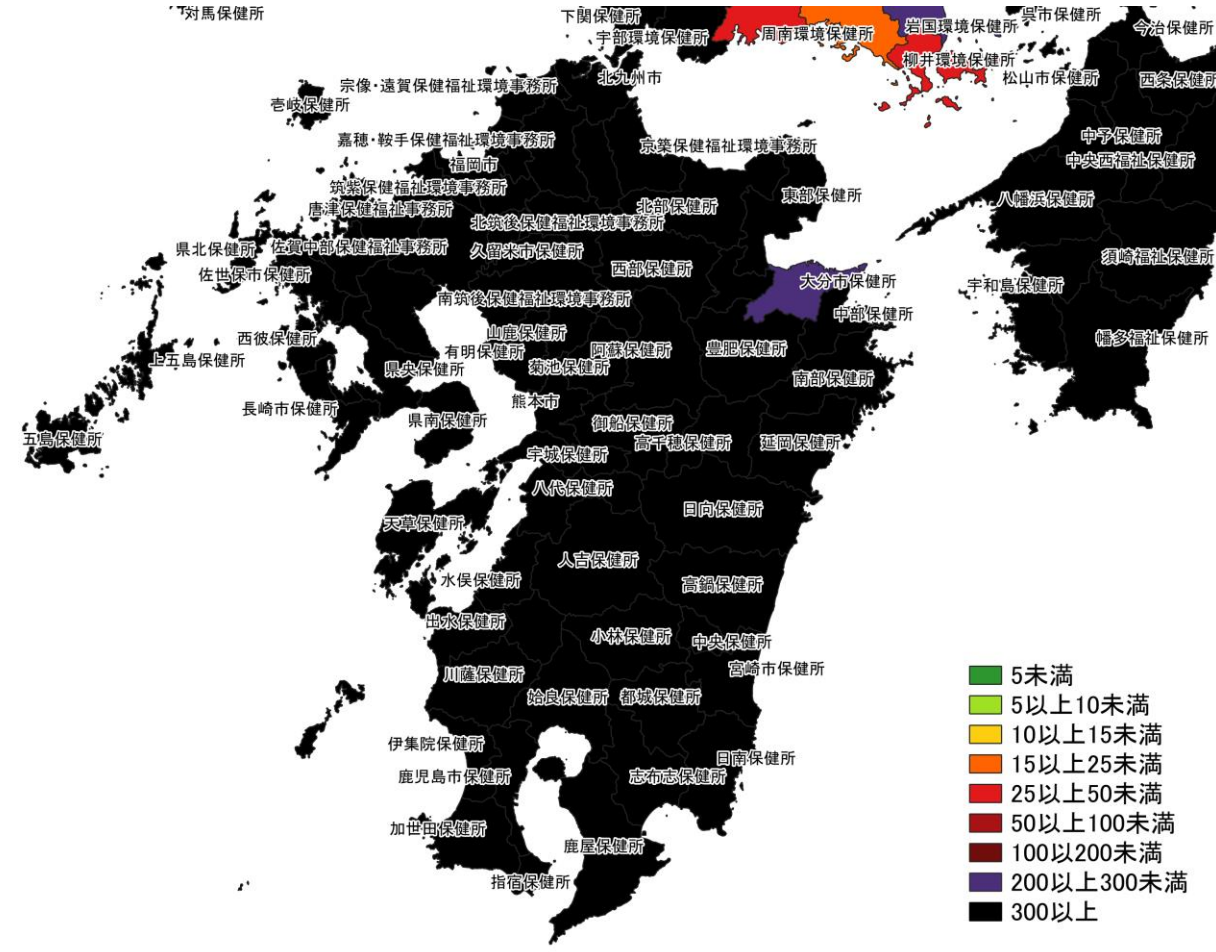 対馬保健所
下関保健所
宇部環境保健所
周南環境保健所
岩国環境保健所
呉市保健所
今治保健所
柳井環境保健所
松山市保健所
西条保健所
北九州市
宗像・遠賀保健福祉環境事務所
壱岐保健所
嘉穂・鞍手保健福祉環境事務所
京築保健福祉環境事務所
中予保健所
中央西福祉保健所
福岡市
筑紫保健福祉環境事務所
東部保健所
八幡浜保健所
唐津保健福祉事務所
北部保健所
北筑後保健福祉環境事務所
県北保健所
佐賀中部保健福祉事務所
久留米市保健所
須崎福祉保健所
佐世保市保健所
西部保健所
大分市保健所
宇和島保健所
南筑後保健福祉環境事務所
中部保健所
西彼保健所
山鹿保健所
幡多福祉保健所
有明保健所
阿蘇保健所
豊肥保健所
上五島保健所
県央保健所
菊池保健所
南部保健所
長崎市保健所
熊本市
県南保健所
御船保健所
五島保健所
高千穂保健所
延岡保健所
宇城保健所
八代保健所
日向保健所
天草保健所
人吉保健所
水俣保健所
高鍋保健所
出水保健所
小林保健所
中央保健所
宮崎市保健所
川薩保健所
姶良保健所
都城保健所
伊集院保健所
日南保健所
鹿児島市保健所
志布志保健所
加世田保健所
鹿屋保健所
指宿保健所
5未満
5以上10未満
10以上15未満
15以上25未満
25以上50未満
50以上100未満
100以200未満
200以上300未満
300以上